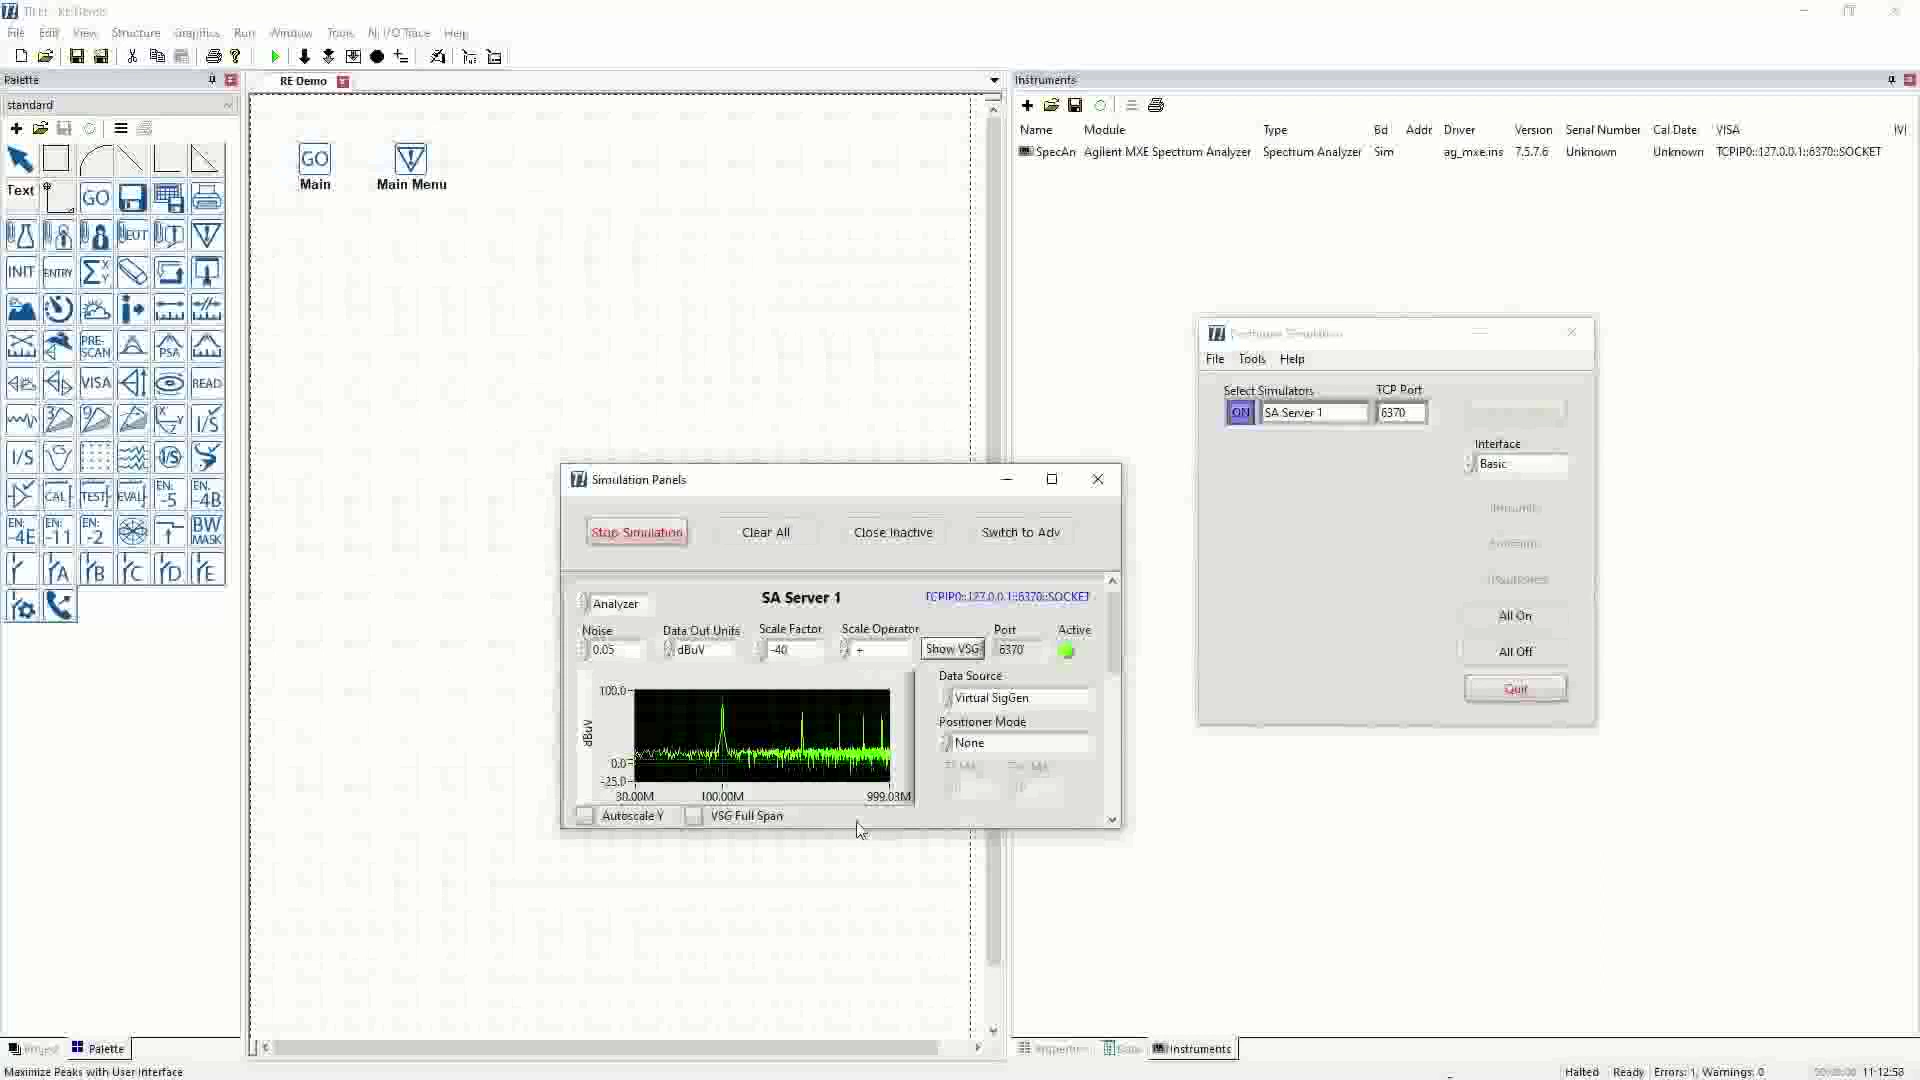 File Edit View Structure Graphics Run Window Tools NI I/O Trace Help
Palette
standard
Text
GO
EUT
INIT
ENTRY
PRE-
SCAN
PSA
VISA
READ
3
9
I/S
I/S
I/S
CAL
TEST
EVAL
EN:
-5
EN:
-4B
EN:
-4E
EN:
-11
EN:
-2
BW
MASK
A
B
C
D
E
Palette
Maximize Peaks with User Interface
RE Demo
GO
Main
Main Menu
Instruments
Name Module Type Bd Addr Driver Version Serial Number Cal Date VISA IVI
SpecAn Agilent MXE Spectrum Analyzer Spectrum Analyzer Sim ag_mxe.ins 7.5.7.6 Unknown Unknown TCPIP0::127.0.0.1::6370::SOCKET
File Tools Help
Select Simulators TCP Port
ON SA Server 1 6370
Interface
Basic
All On
All Off
Quit
Simulation Panels
Stop Simulation Clear All Close Inactive Switch to Adv
Analyzer SA Server 1 TCPIP0::127.0.0.1::6370::SOCKET
Noise Data Out Units Scale Factor Scale Operator Port Active
0.05 dBuV -40 + Show VSG 6370
Data Source
Virtual SigGen
Positioner Mode
None
100.0
dBuV
0.0
-25.0
30.00M 100.00M 999.03M
Autoscale Y VSG Full Span
Instruments
Halted Ready Errors: 1, Warnings: 0 11:12:58